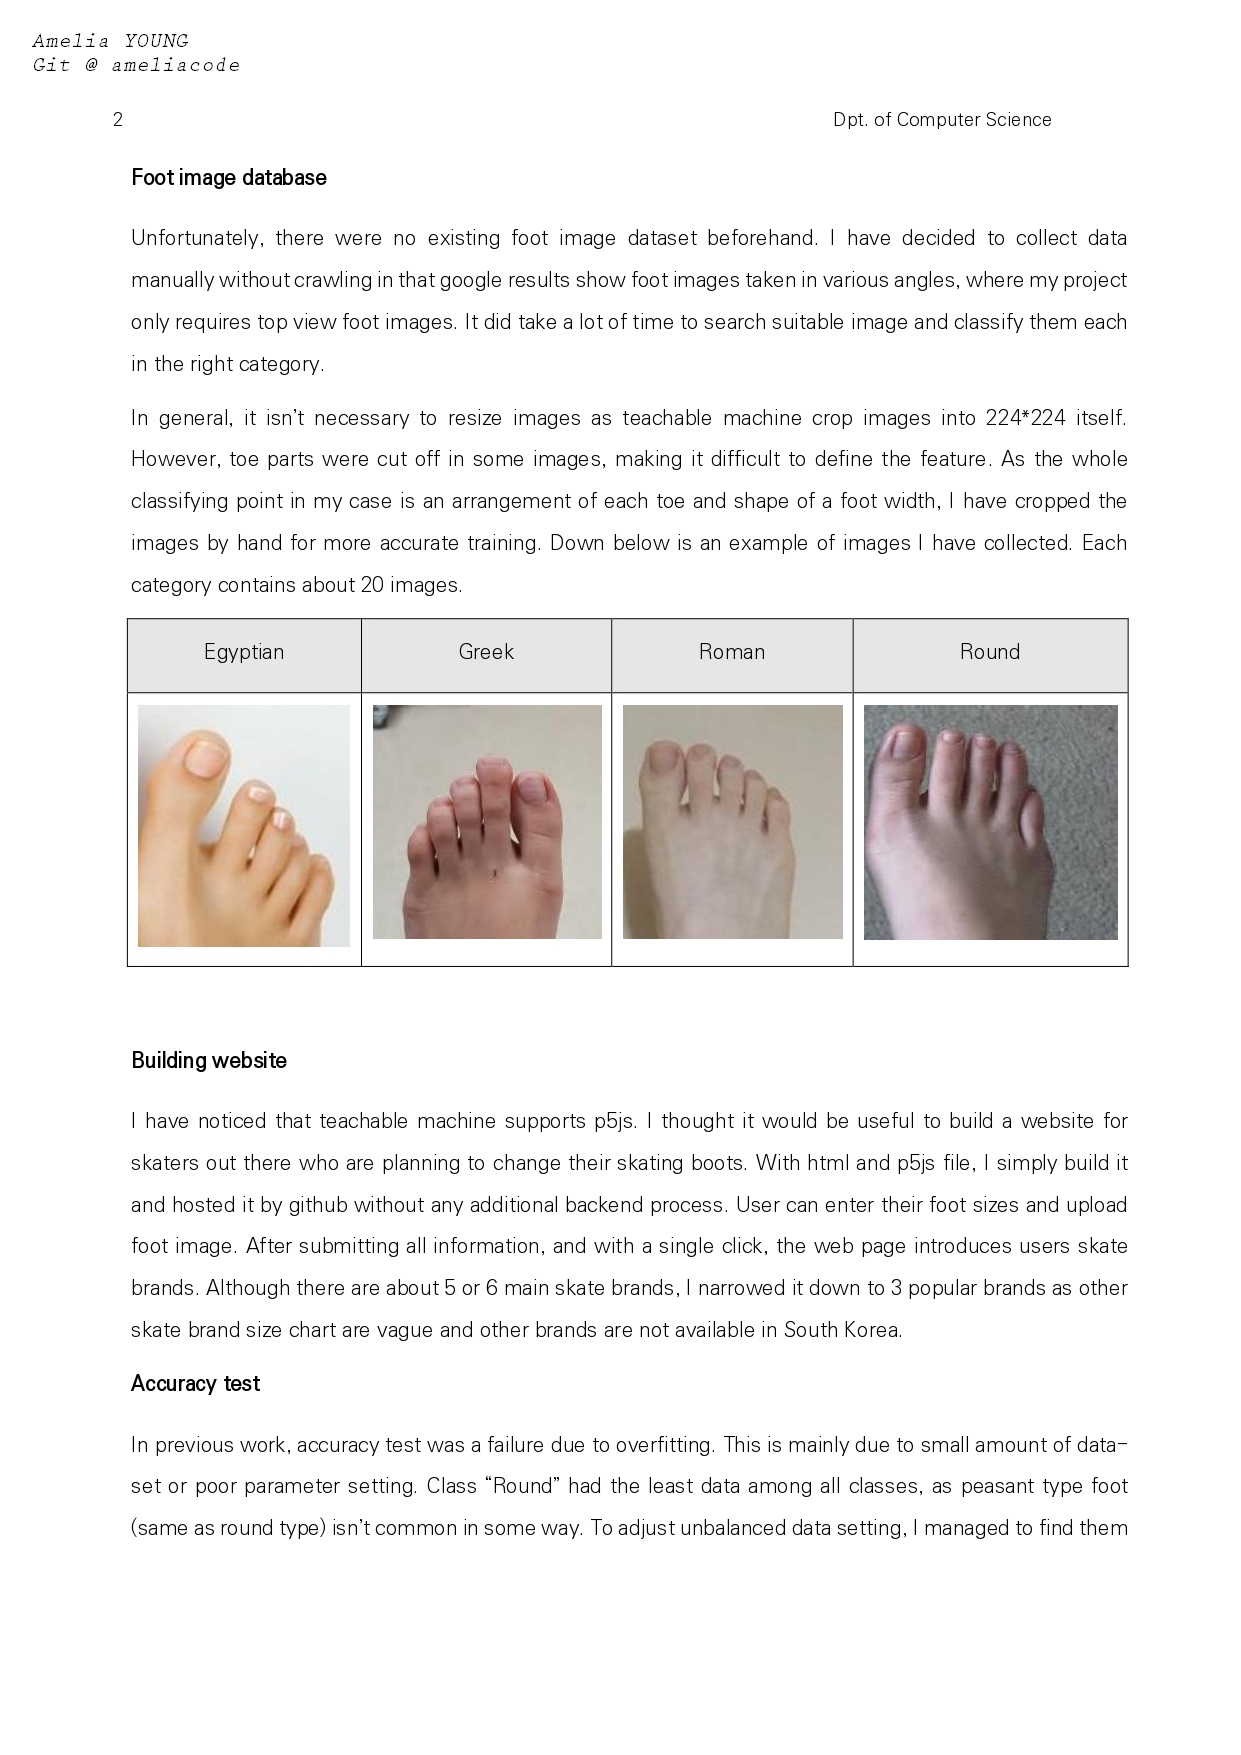 Amelia YOUNG
Git @ ameliacode
2 Dpt. of Computer Science
Foot image database
Unfortunately, there were no existing foot image dataset beforehand. I have decided to collect data
manually without crawling in that google results show foot images taken in various angles, where my project
only requires top view foot images. It did take a lot of time to search suitable image and classify them each
in the right category.
In general, it isn't necessary to resize images as teachable machine crop images into 224*224 itself.
However, toe parts were cut off in some images, making it difficult to define the feature. As the whole
classifying point in my case is an arrangement of each toe and shape of a foot width, I have cropped the
images by hand for more accurate training. Down below is an example of images I have collected. Each
category contains about 20 images.
Egyptian Greek Roman Round
Building website
I have noticed that teachable machine supports p5js. I thought it would be useful to build a website for
skaters out there who are planning to change their skating boots. With html and p5js file, I simply build it
and hosted it by github without any additional backend process. User can enter their foot sizes and upload
foot image. After submitting all information, and with a single click, the web page introduces users skate
brands. Although there are about 5 or 6 main skate brands, I narrowed it down to 3 popular brands as other
skate brand size chart are vague and other brands are not available in South Korea.
Accuracy test
In previous work, accuracy test was a failure due to overfitting. This is mainly due to small amount of data-
set or poor parameter setting. Class “Round” had the least data among all classes, as peasant type foot
(same as round type) isn't common in some way. To adjust unbalanced data setting, I managed to find them